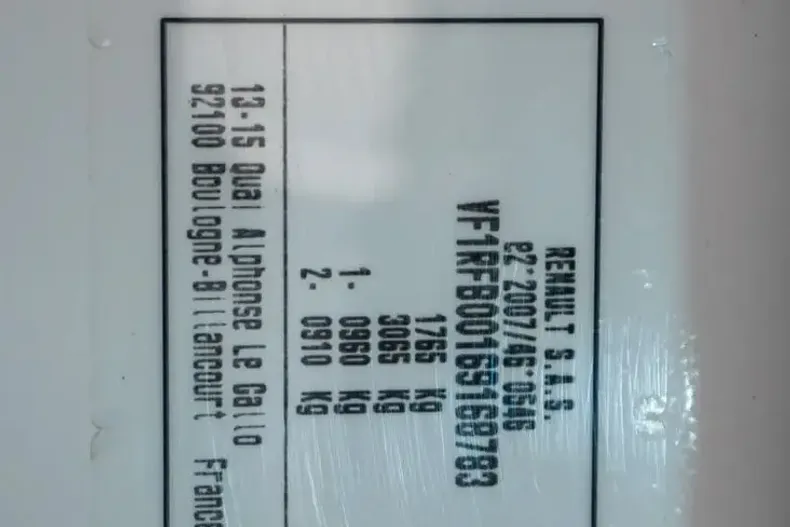 RENAULT S.A.S.
e2*2007/46*0546
VF1RFB00169168783
1765 Kg
3065 Kg
1- 0960 Kg
2- 0910 Kg
13-15 Quai Alphonse Le Gallo
92100 Boulogne-Billancourt France